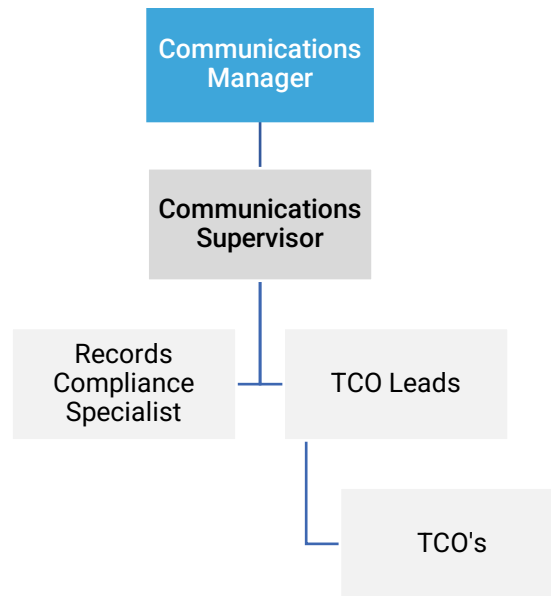 Communications
Manager
Communications
Supervisor
Records
Compliance
Specialist
TCO Leads
TCO's